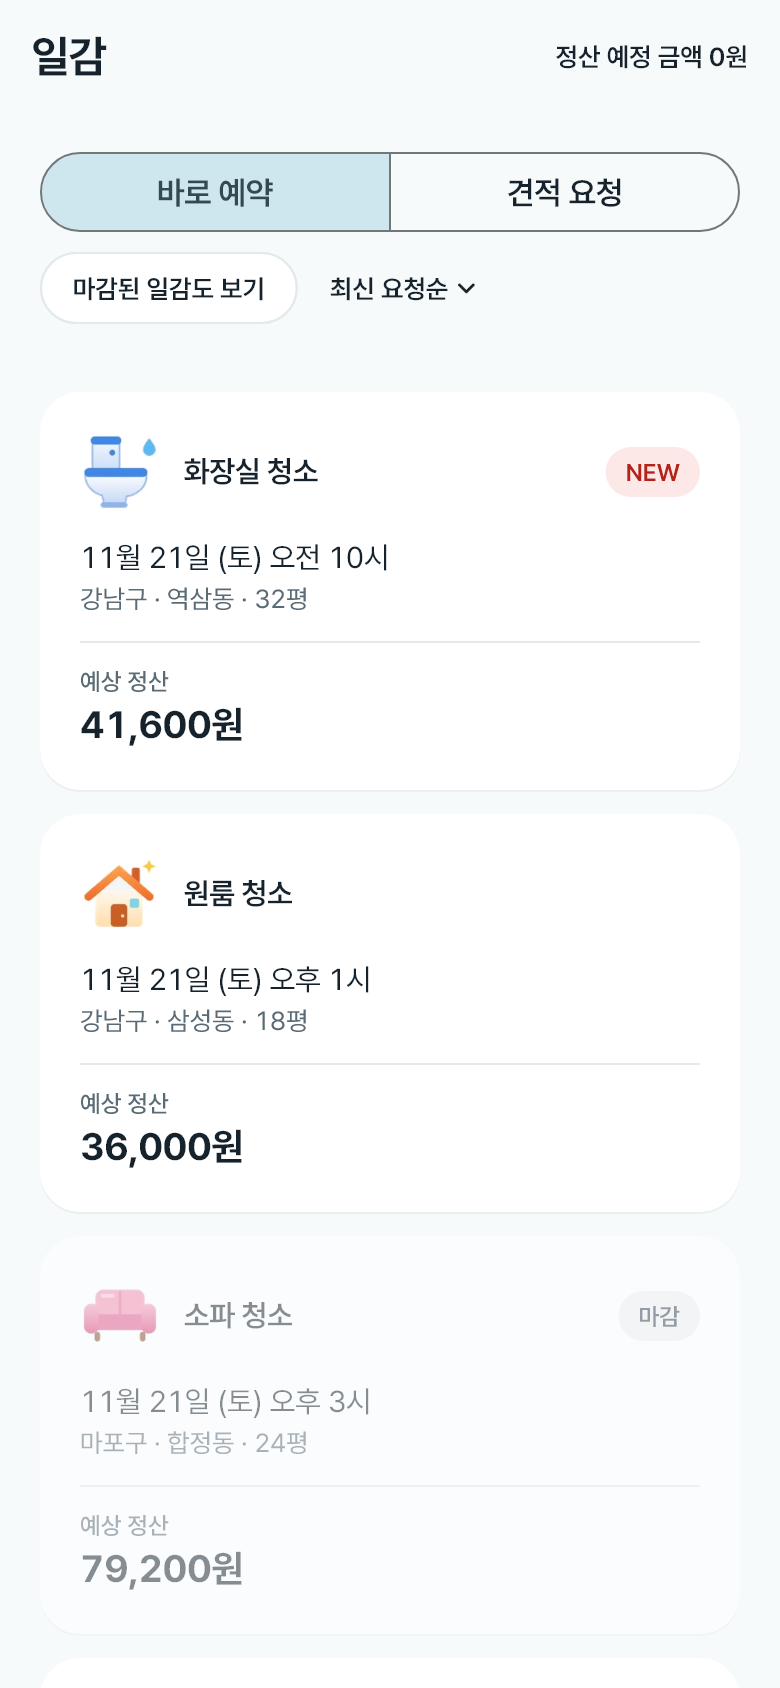 일감
정산 예정 금액 0원
바로 예약
견적 요청
마감된 일감도 보기
최신 요청순
화장실 청소
NEW
11월 21일 (토) 오전 10시
강남구 · 역삼동 · 32평
예상 정산
41,600원
원룸 청소
11월 21일 (토) 오후 1시
강남구 · 삼성동 · 18평
예상 정산
36,000원
소파 청소
마감
11월 21일 (토) 오후 3시
마포구 · 합정동 · 24평
예상 정산
79,200원